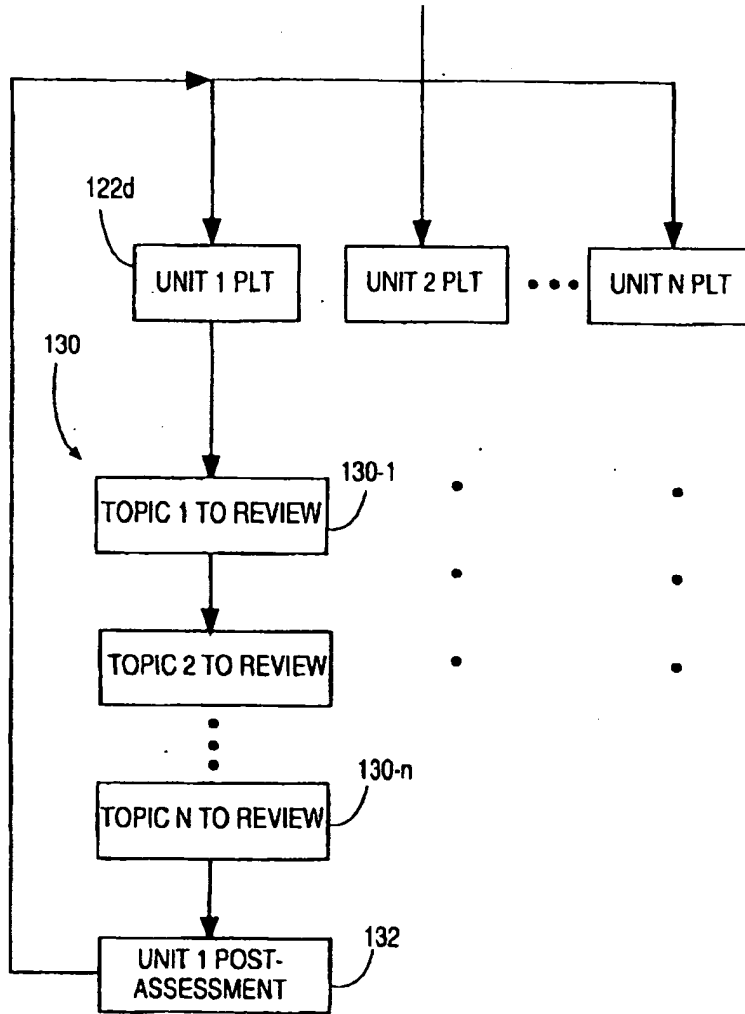 122d
UNIT 1 PLT
UNIT 2 PLT
UNIT N PLT
130
130-1
TOPIC 1 TO REVIEW
TOPIC 2 TO REVIEW
130-n
TOPIC N TO REVIEW
132
UNIT 1 POST-
ASSESSMENT